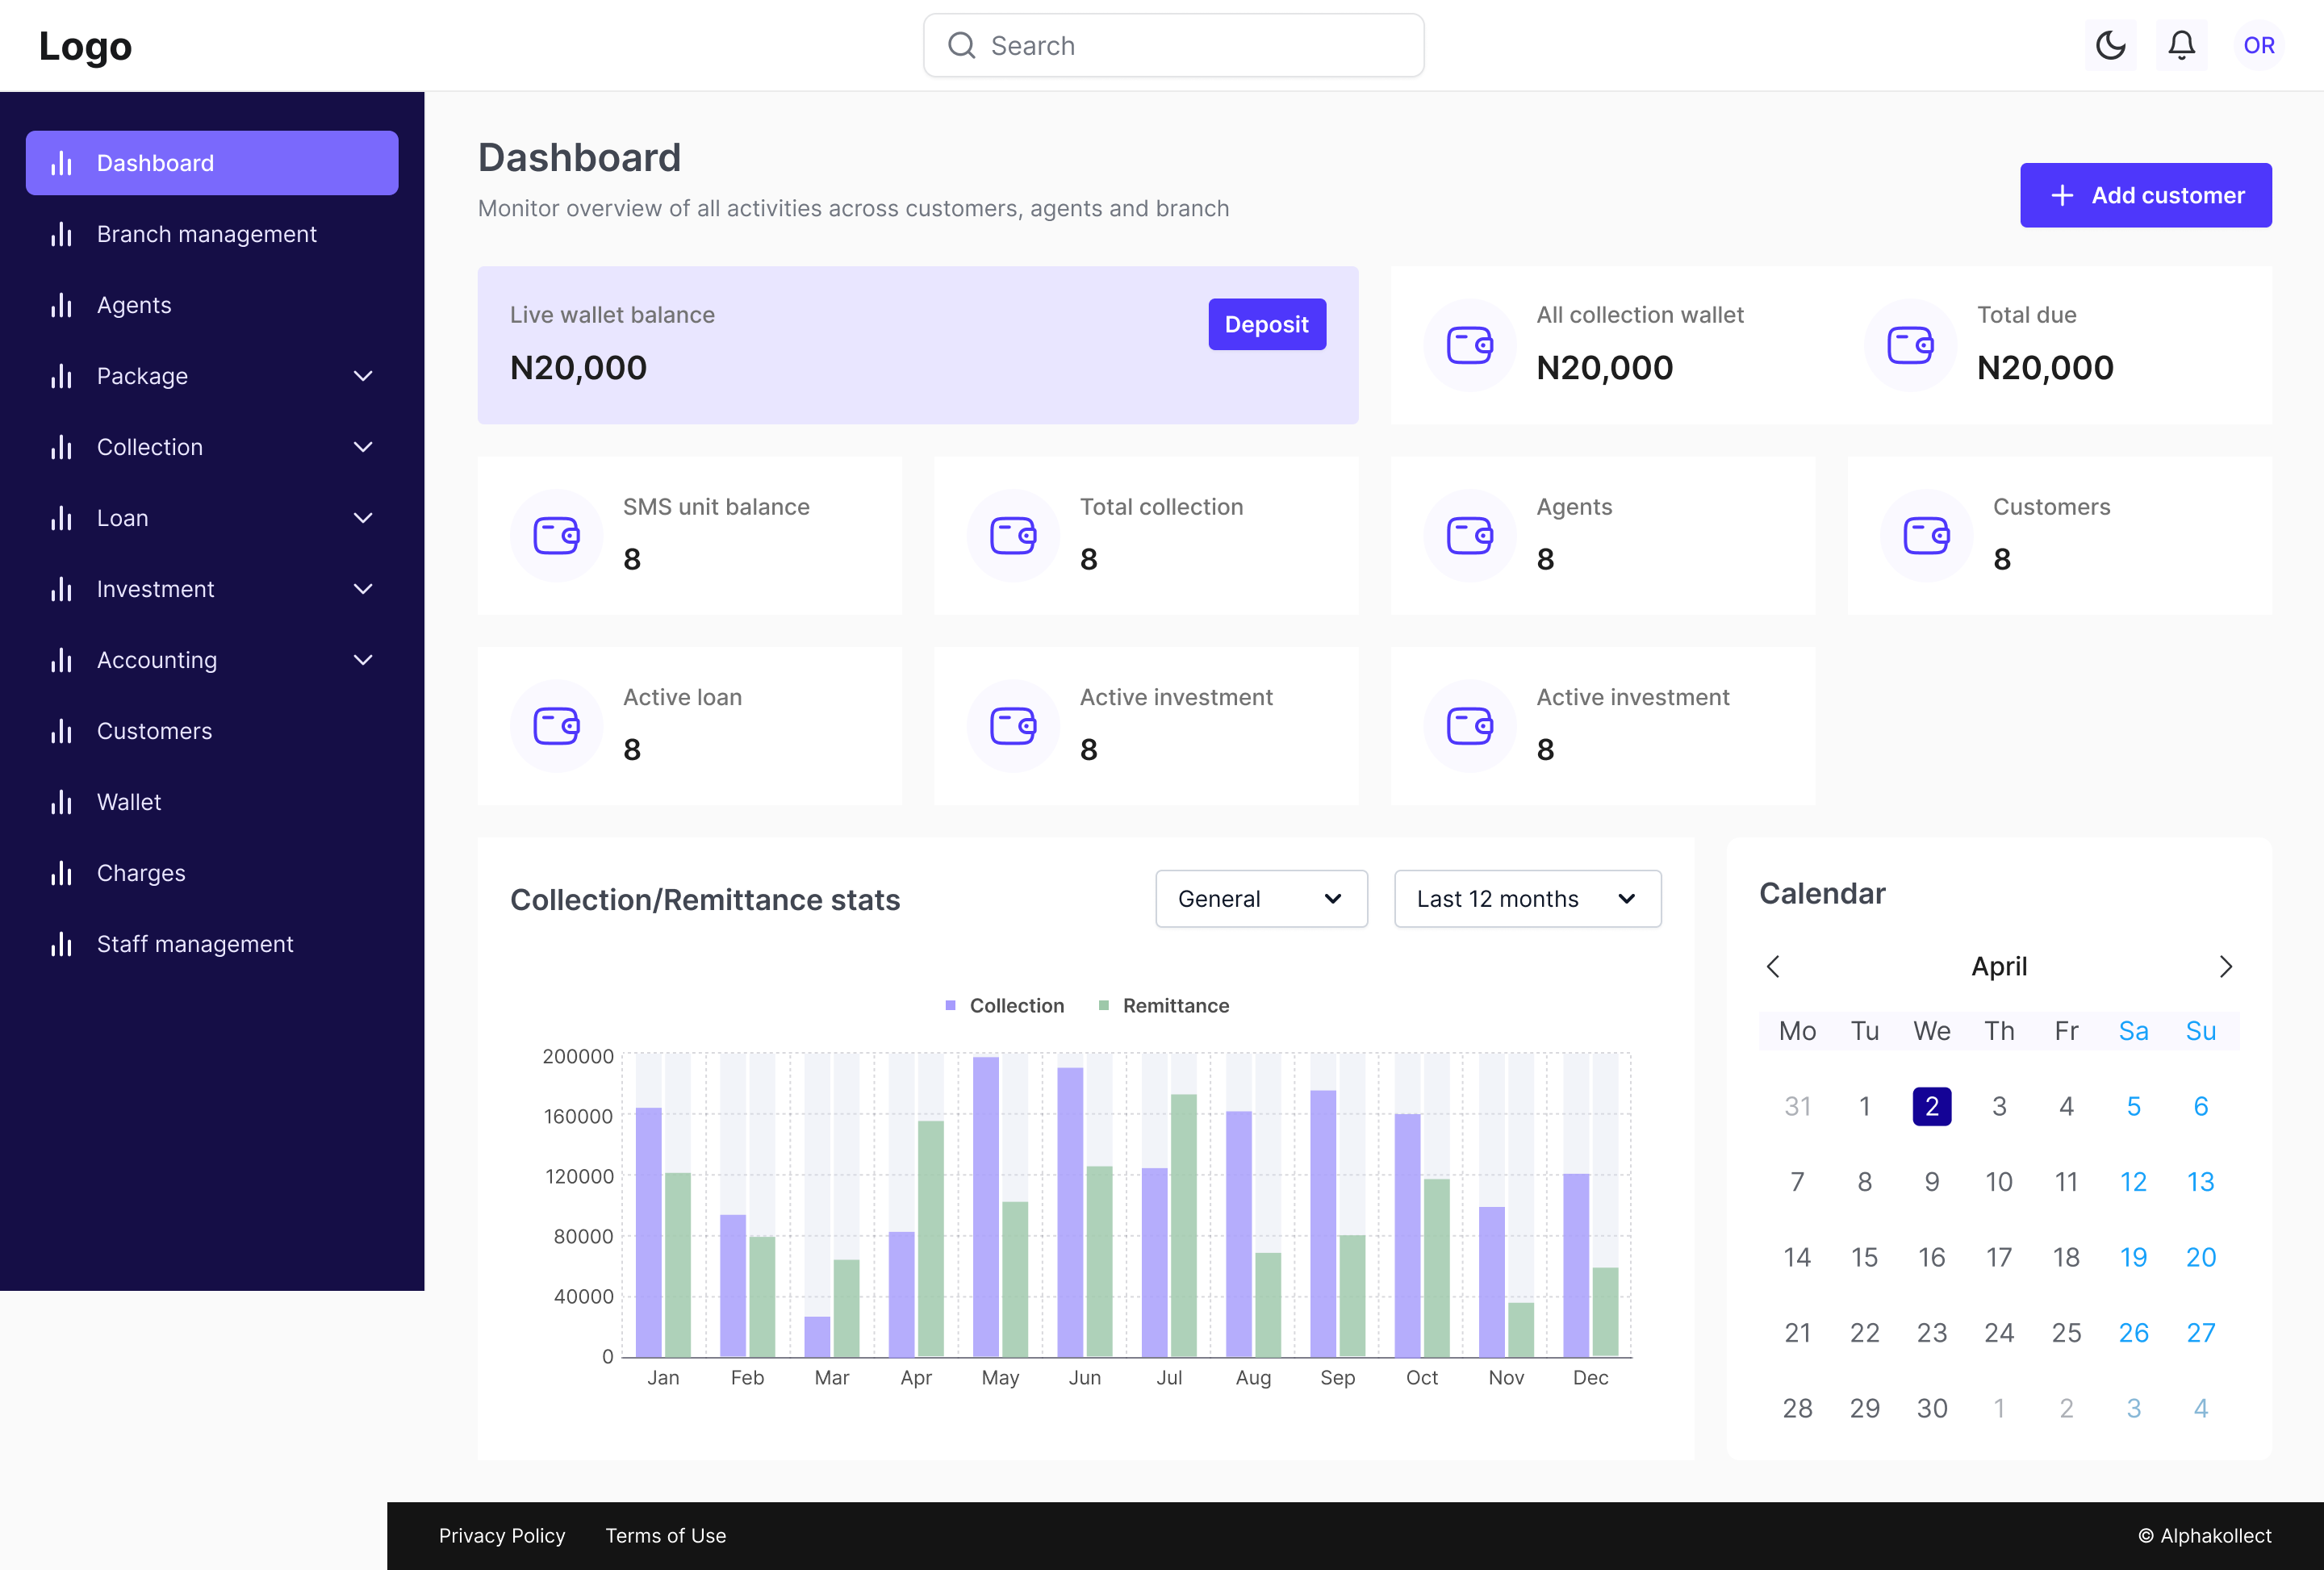 Logo
Search
OR
Dashboard
Branch management
Agents
Package
Collection
Loan
Investment
Accounting
Customers
Wallet
Charges
Staff management
Dashboard
Monitor overview of all activities across customers, agents and branch
Add customer
Live wallet balance
N20,000
Deposit
All collection wallet
N20,000
Total due
N20,000
SMS unit balance
8
Total collection
8
Agents
8
Customers
8
Active loan
8
Active investment
8
Active investment
8
Collection/Remittance stats
General
Last 12 months
Collection Remittance
200000
160000
120000
80000
40000
0
Jan Feb Mar Apr May Jun Jul Aug Sep Oct Nov Dec
Calendar
April
Mo Tu We Th Fr Sa Su
31 1 2 3 4 5 6
7 8 9 10 11 12 13
14 15 16 17 18 19 20
21 22 23 24 25 26 27
28 29 30 1 2 3 4
Privacy Policy Terms of Use
© Alphakollect